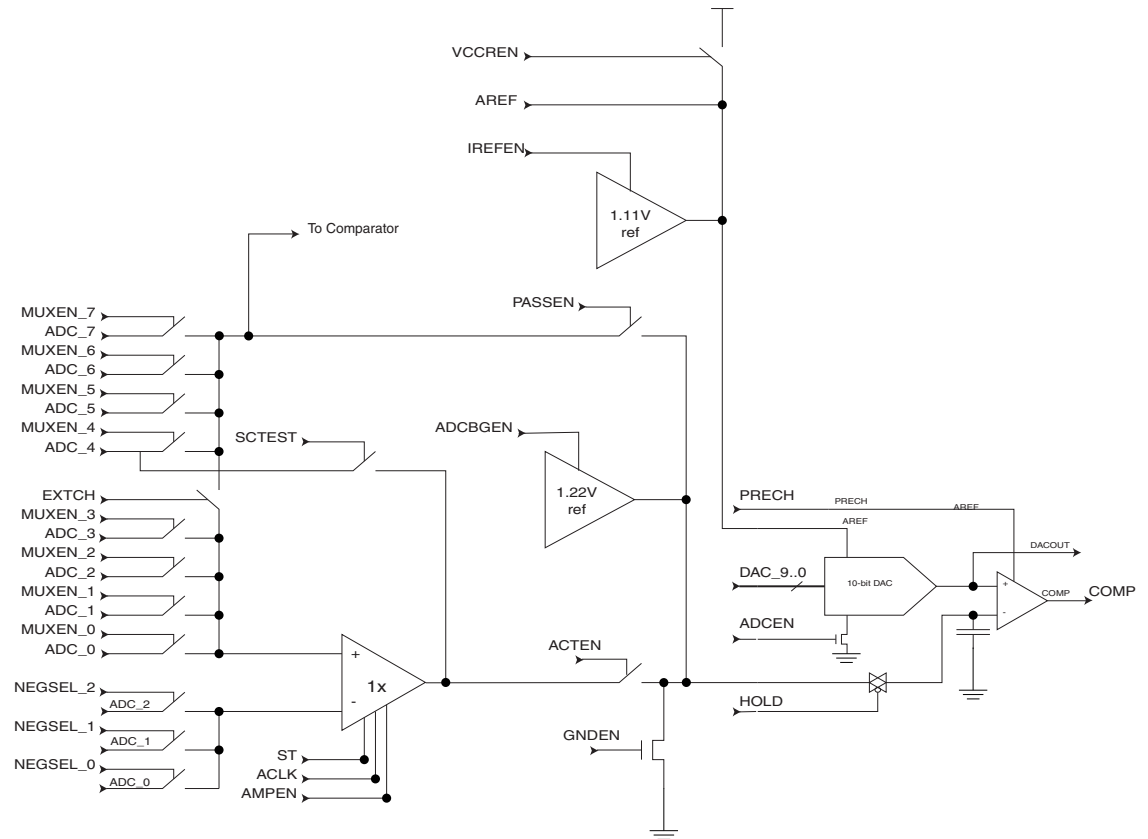 VCCREN
AREF
IREFEN
1.11V
ref
To Comparator
PASSEN
MUXEN_7
ADC_7
MUXEN_6
ADC_6
MUXEN_5
ADC_5
MUXEN_4
ADC_4
SCTEST
ADCBGEN
1.22V
ref
EXTCH
MUXEN_3
ADC_3
MUXEN_2
ADC_2
MUXEN_1
ADC_1
MUXEN_0
ADC_0
NEGSEL_2
ADC_2
NEGSEL_1
ADC_1
NEGSEL_0
ADC_0
+
1x
-
ST
ACLK
AMPEN
ACTEN
GNDEN
PRECH
PRECH
AREF
AREF
DACOUT
DAC_9..0
10-bit DAC
+
-
COMP
COMP
ADCEN
HOLD